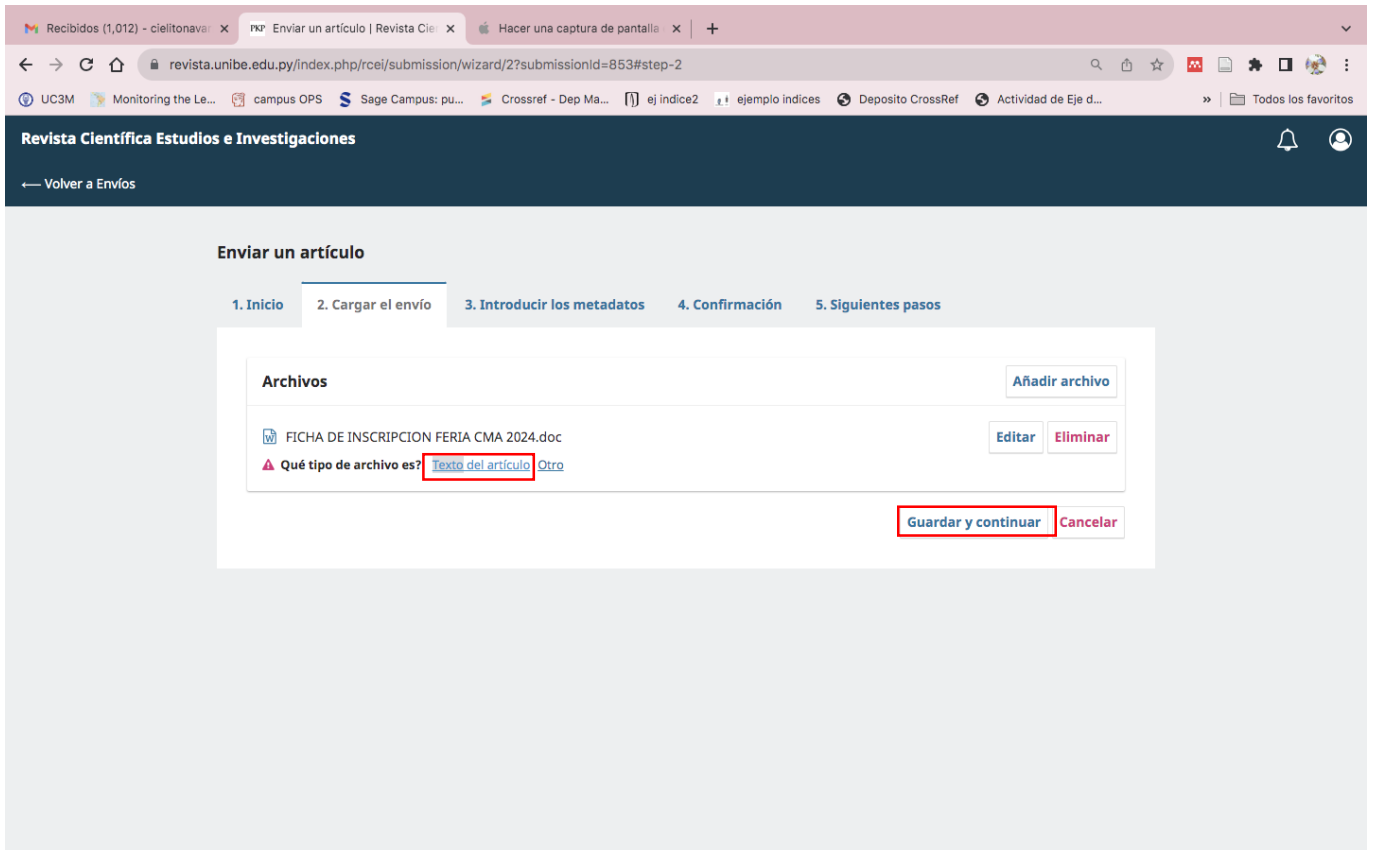 Recibidos (1,012) - cielitonavar
PKP Enviar un artículo | Revista Cie
Hacer una captura de pantalla
revista.unibe.edu.py/index.php/rcei/submission/wizard/2?submissionId=853#step-2
UC3M Monitoring the Le... campus OPS Sage Campus: pu... Crossref - Dep Ma... ej indice2 ejemplo indices Deposito CrossRef Actividad de Eje d... » Todos los favoritos
Revista Científica Estudios e Investigaciones
← Volver a Envíos
Enviar un artículo
1. Inicio 2. Cargar el envío 3. Introducir los metadatos 4. Confirmación 5. Siguientes pasos
Archivos Añadir archivo
FICHA DE INSCRIPCION FERIA CMA 2024.doc Editar Eliminar
Qué tipo de archivo es? Texto del artículo Otro
Guardar y continuar Cancelar